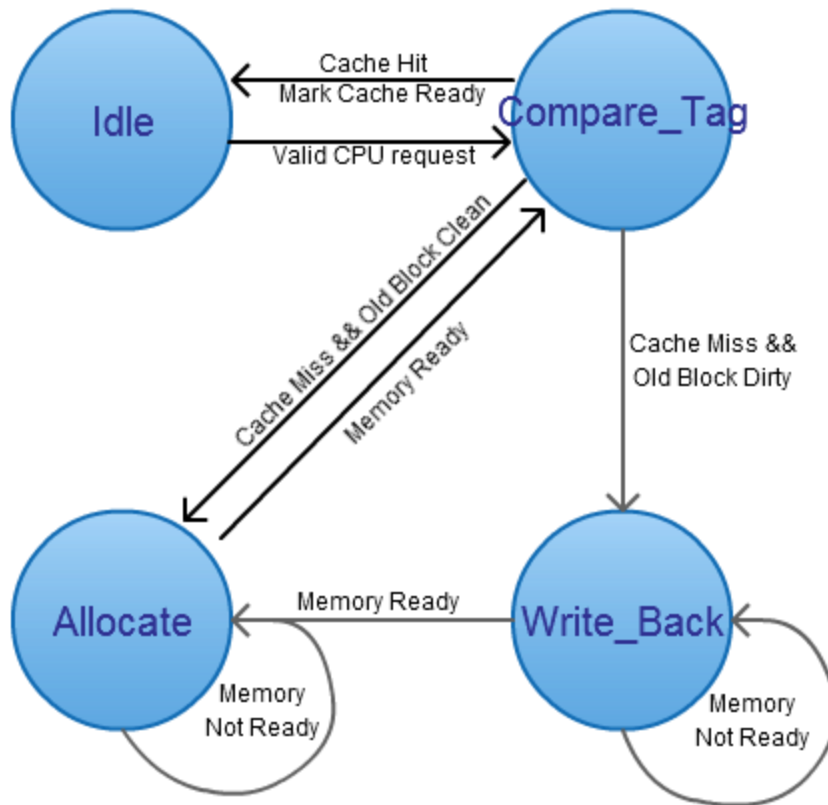 Idle
Cache Hit
Mark Cache Ready
Valid CPU request
Compare_Tag
Cache Miss && Old Block Clean
Memory Ready
Cache Miss &&
Old Block Dirty
Allocate
Memory Ready
Write_Back
Memory
Not Ready
Memory
Not Ready